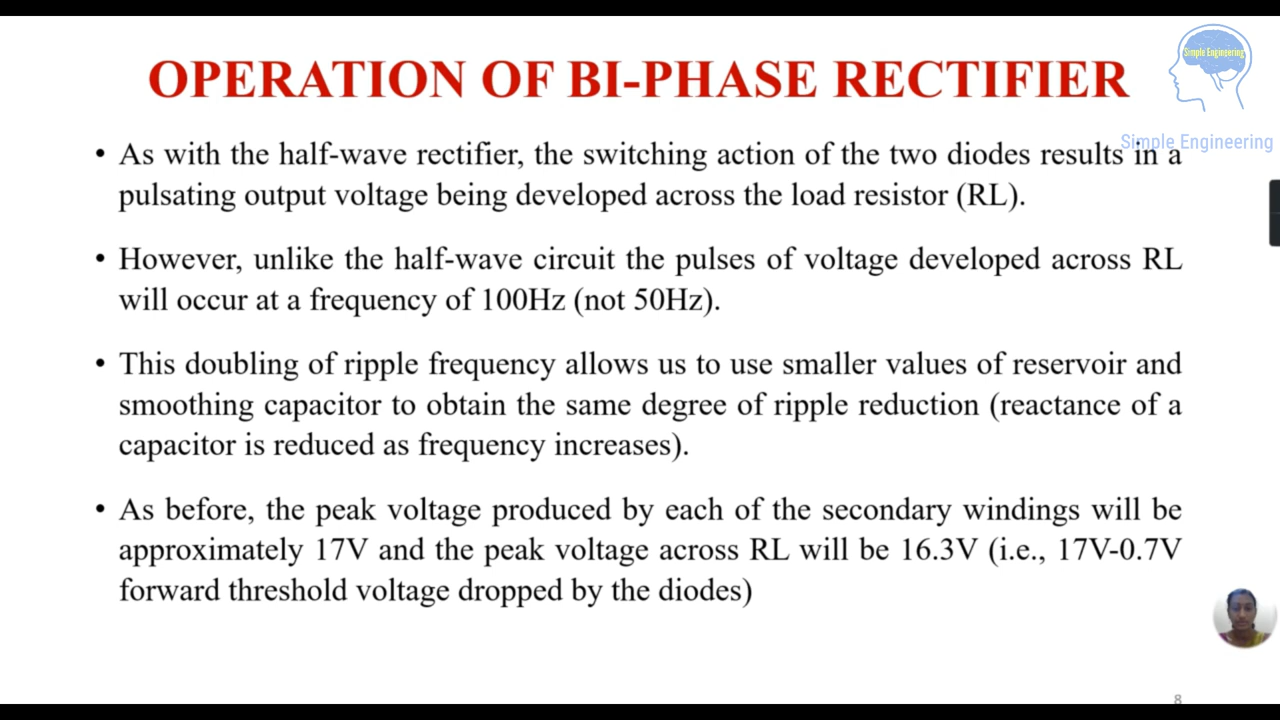 Simple Engineering
OPERATION OF BI-PHASE RECTIFIER
Simple Engineering
• As with the half-wave rectifier, the switching action of the two diodes results in a
pulsating output voltage being developed across the load resistor (RL).
• However, unlike the half-wave circuit the pulses of voltage developed across RL
will occur at a frequency of 100Hz (not 50Hz).
• This doubling of ripple frequency allows us to use smaller values of reservoir and
smoothing capacitor to obtain the same degree of ripple reduction (reactance of a
capacitor is reduced as frequency increases).
• As before, the peak voltage produced by each of the secondary windings will be
approximately 17V and the peak voltage across RL will be 16.3V (i.e., 17V-0.7V
forward threshold voltage dropped by the diodes)
8